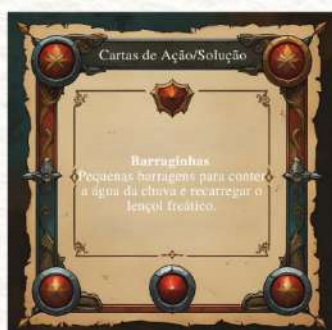 Cartas de Ação/Solução
Barraginhas
Pequenas barragens para conter
a água da chuva e recarregar o
lençol freático.